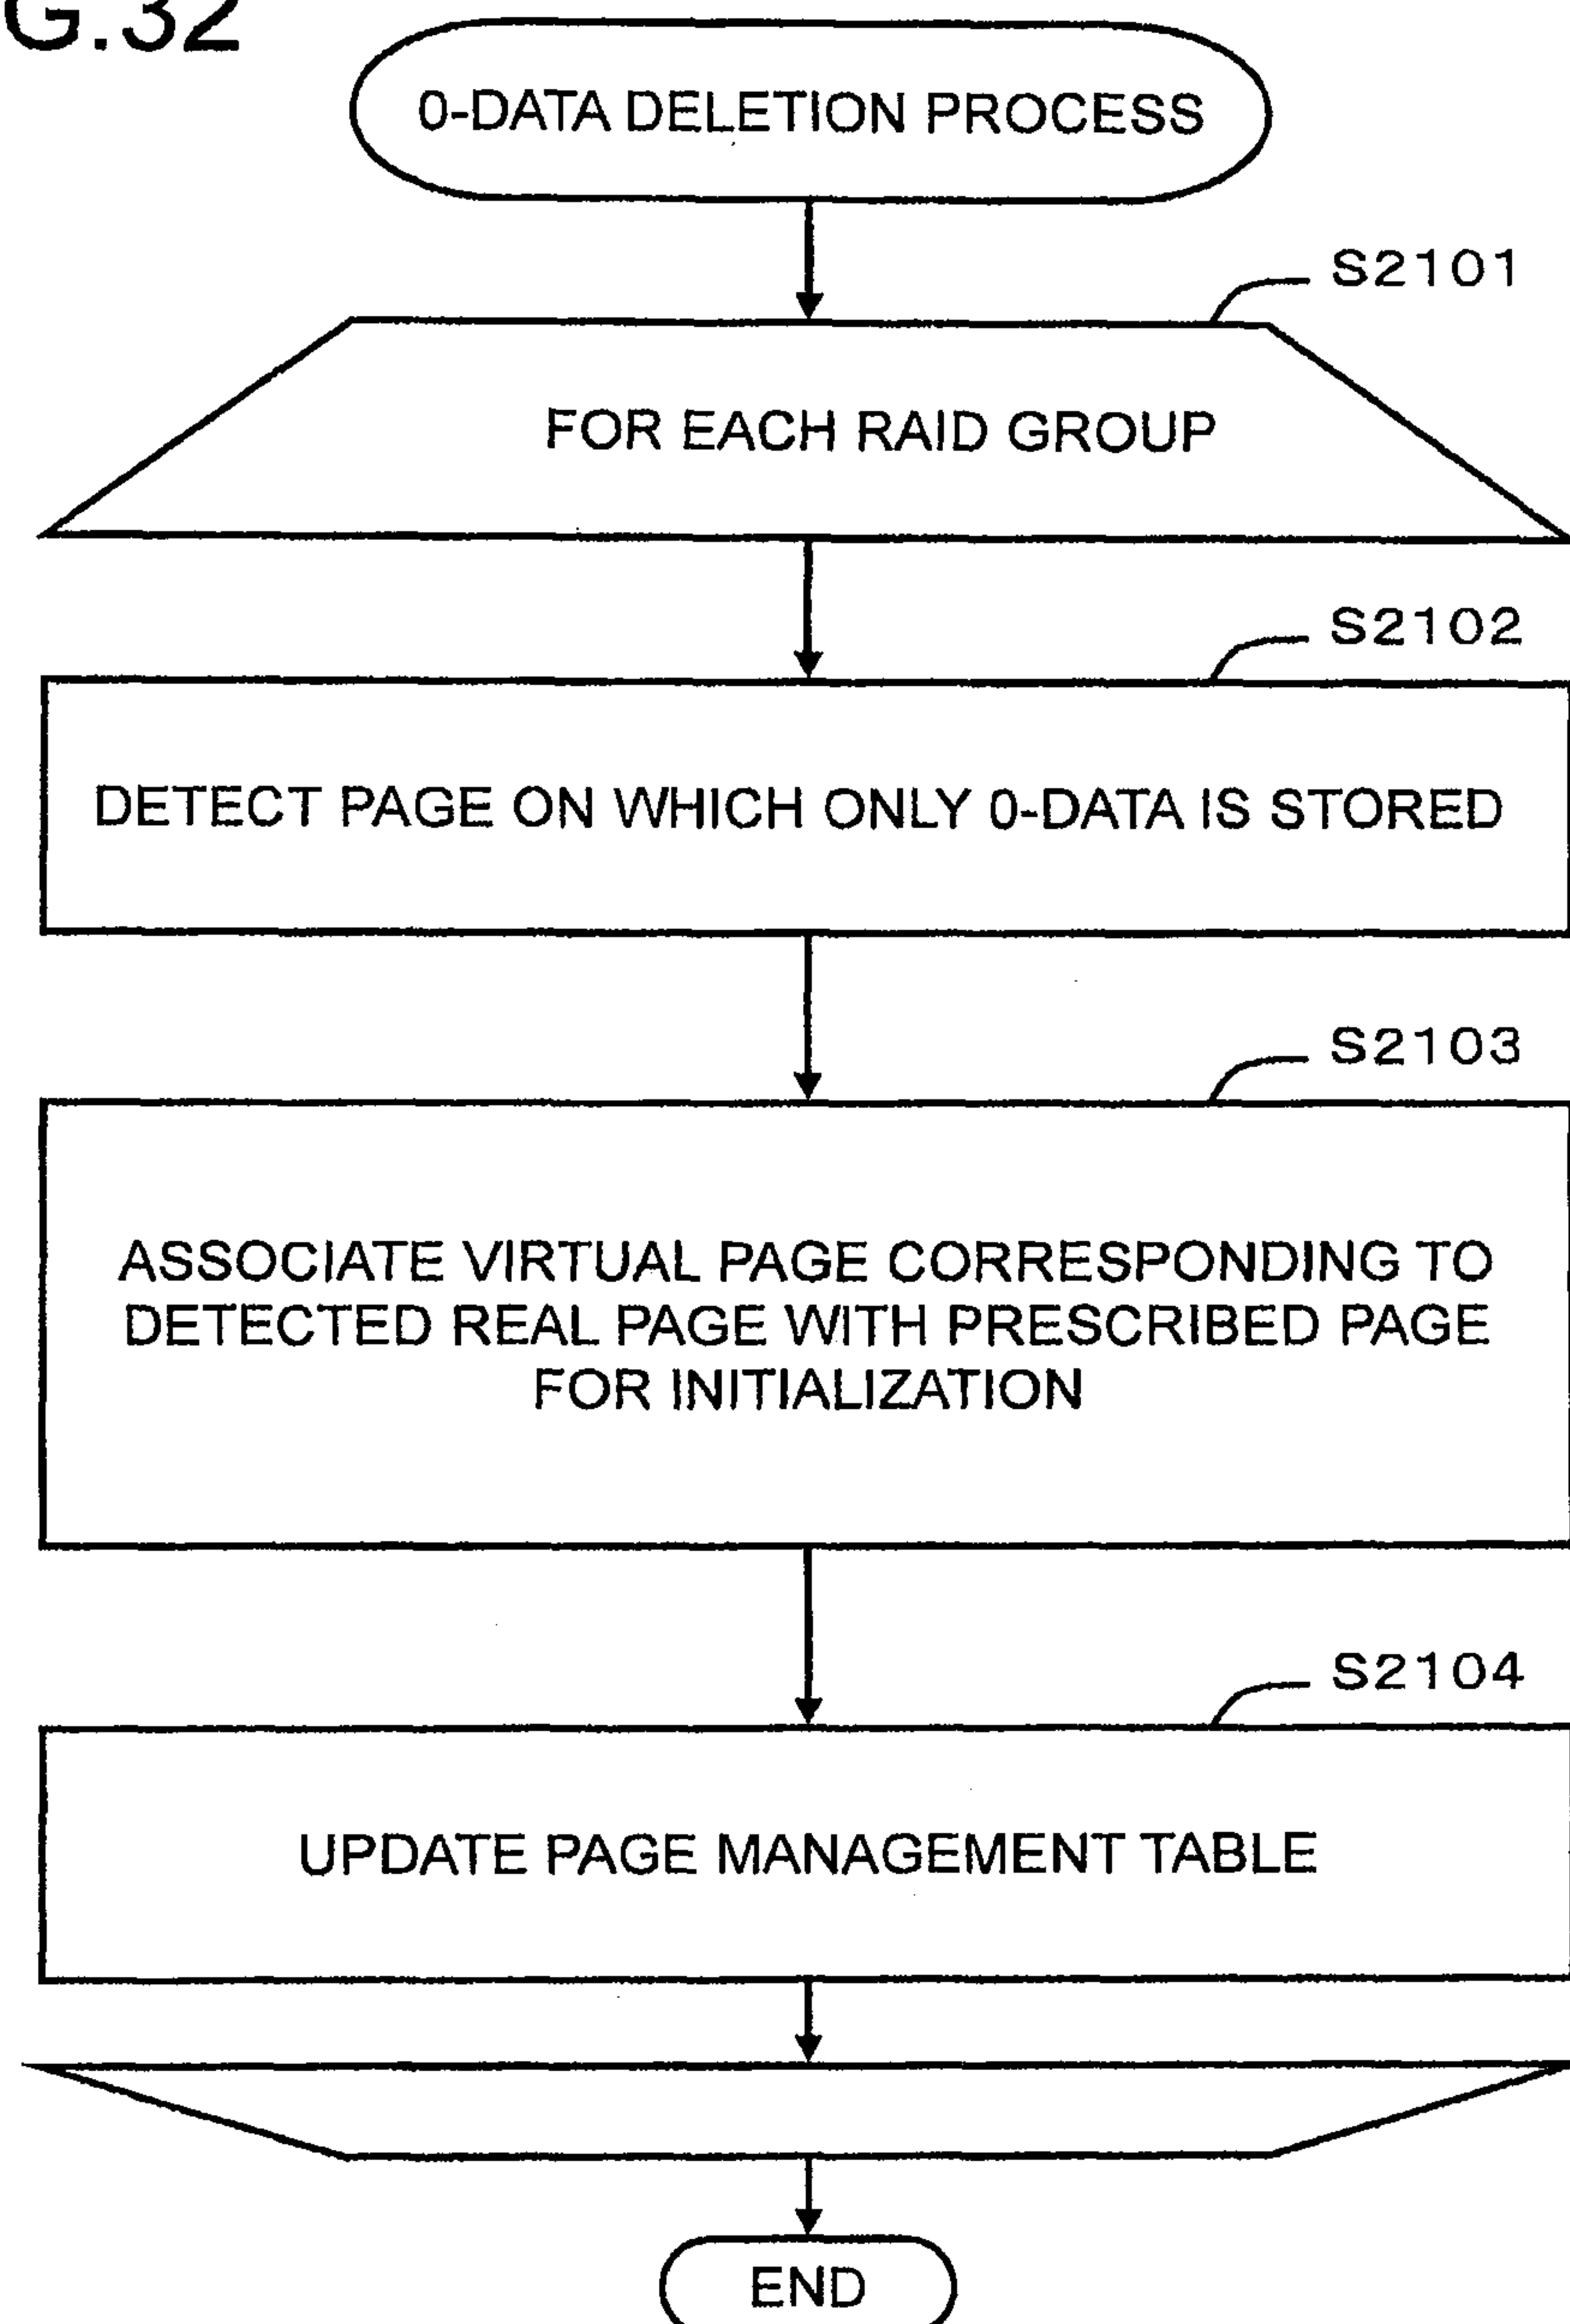 G.32
0-DATA DELETION PROCESS
S2101
FOR EACH RAID GROUP
S2102
DETECT PAGE ON WHICH ONLY 0-DATA IS STORED
S2103
ASSOCIATE VIRTUAL PAGE CORRESPONDING TO
DETECTED REAL PAGE WITH PRESCRIBED PAGE
FOR INITIALIZATION
S2104
UPDATE PAGE MANAGEMENT TABLE
END